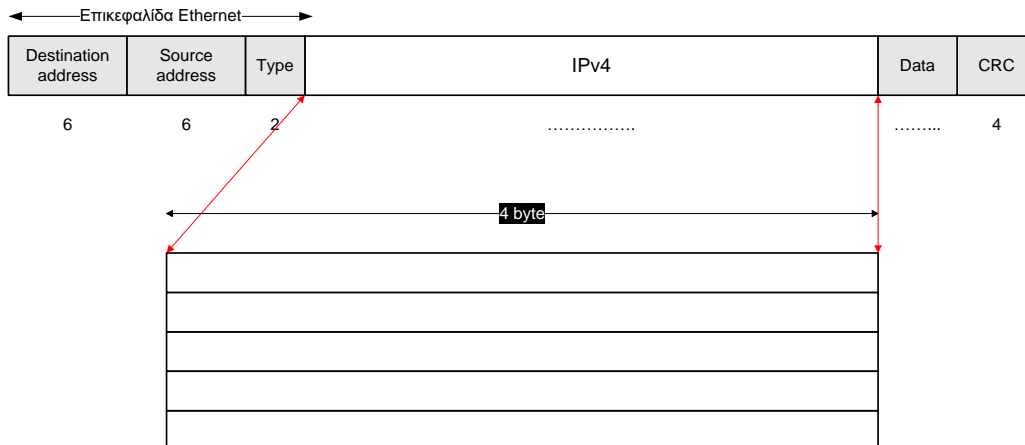 Επικεφαλίδα Ethernet
Destination address
Source address
Type
IPv4
Data
CRC
6
6
2
................
.........
4
4 byte